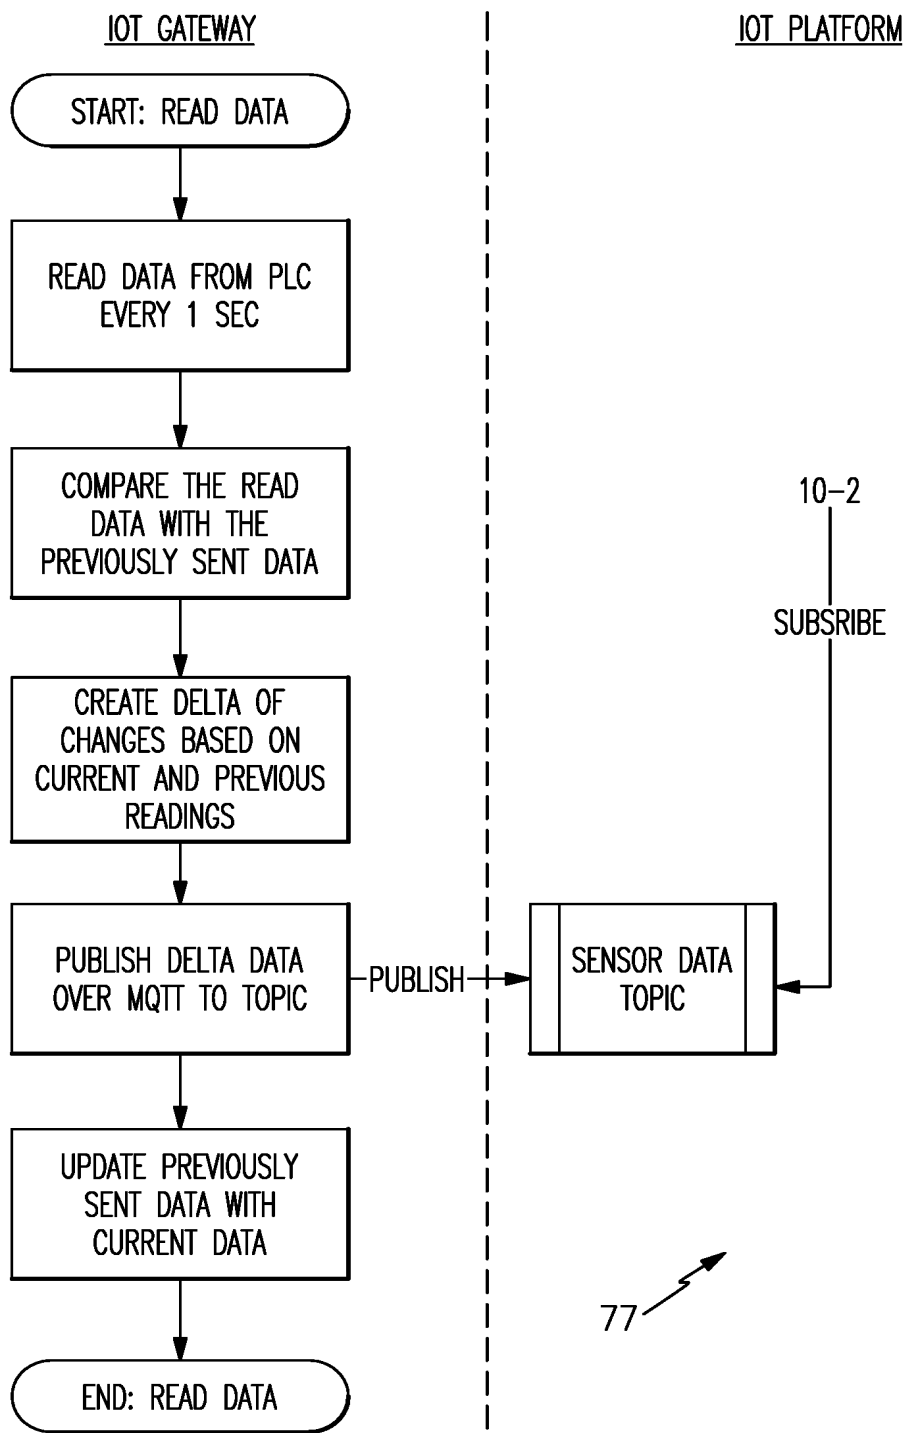 IOT GATEWAY
IOT PLATFORM
START: READ DATA
READ DATA FROM PLC
EVERY 1 SEC
COMPARE THE READ
DATA WITH THE
PREVIOUSLY SENT DATA
10-2
SUBSRIBE
CREATE DELTA OF
CHANGES BASED ON
CURRENT AND PREVIOUS
READINGS
PUBLISH DELTA DATA
OVER MQTT TO TOPIC
PUBLISH
SENSOR DATA
TOPIC
UPDATE PREVIOUSLY
SENT DATA WITH
CURRENT DATA
77
END: READ DATA